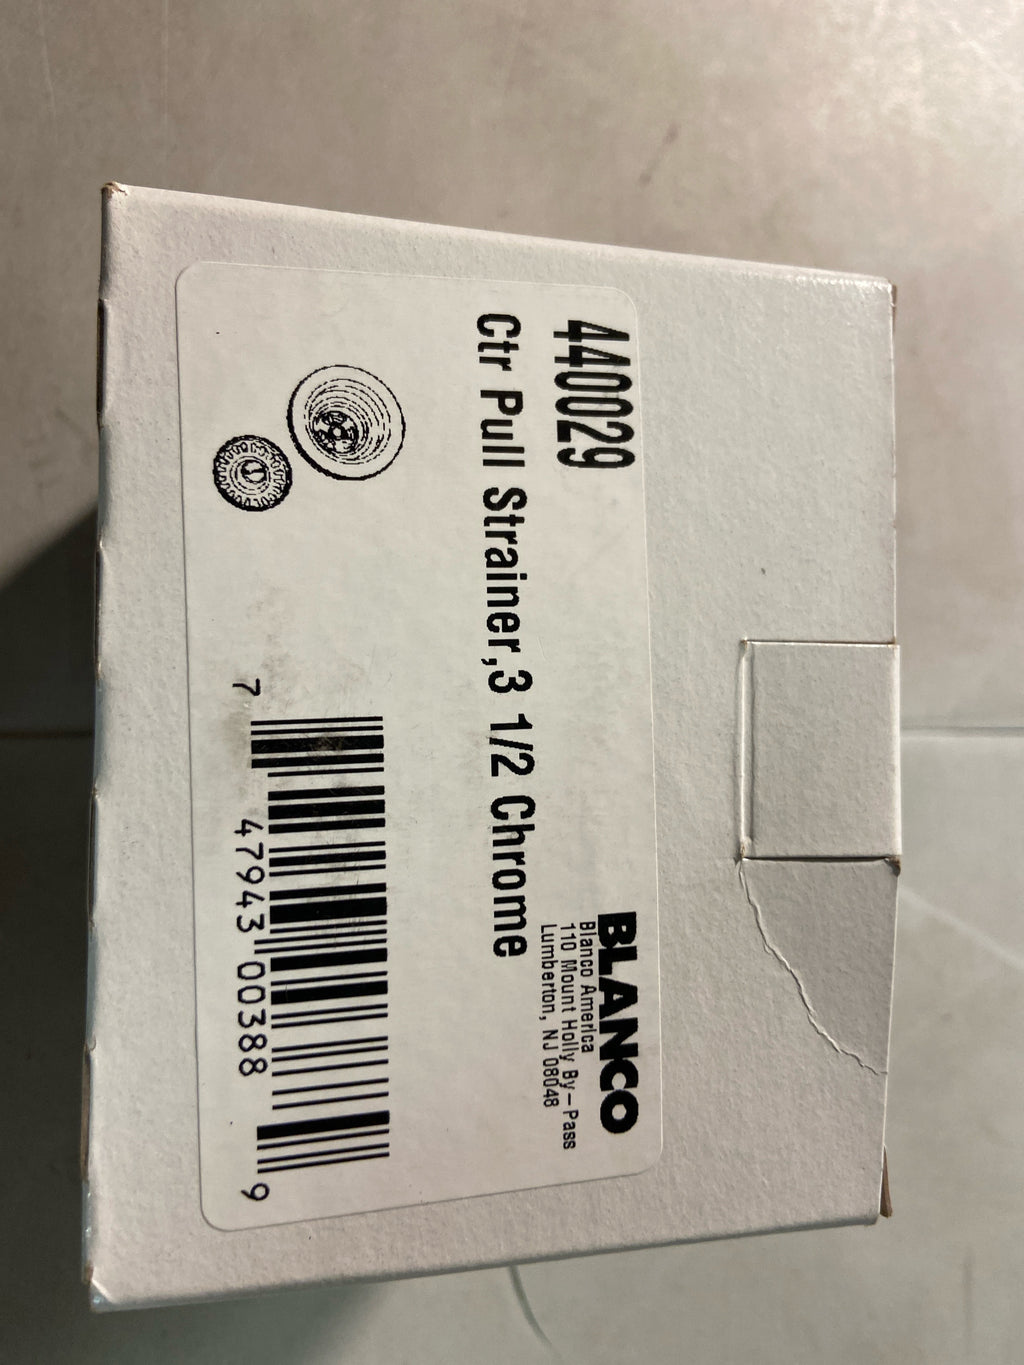 440029
Ctr Pull Strainer,3 1/2 Chrome
BLANCO
Blanco America
110 Mount Holly By-Pass
Lumberton, NJ 08048
7 47943 00388 9